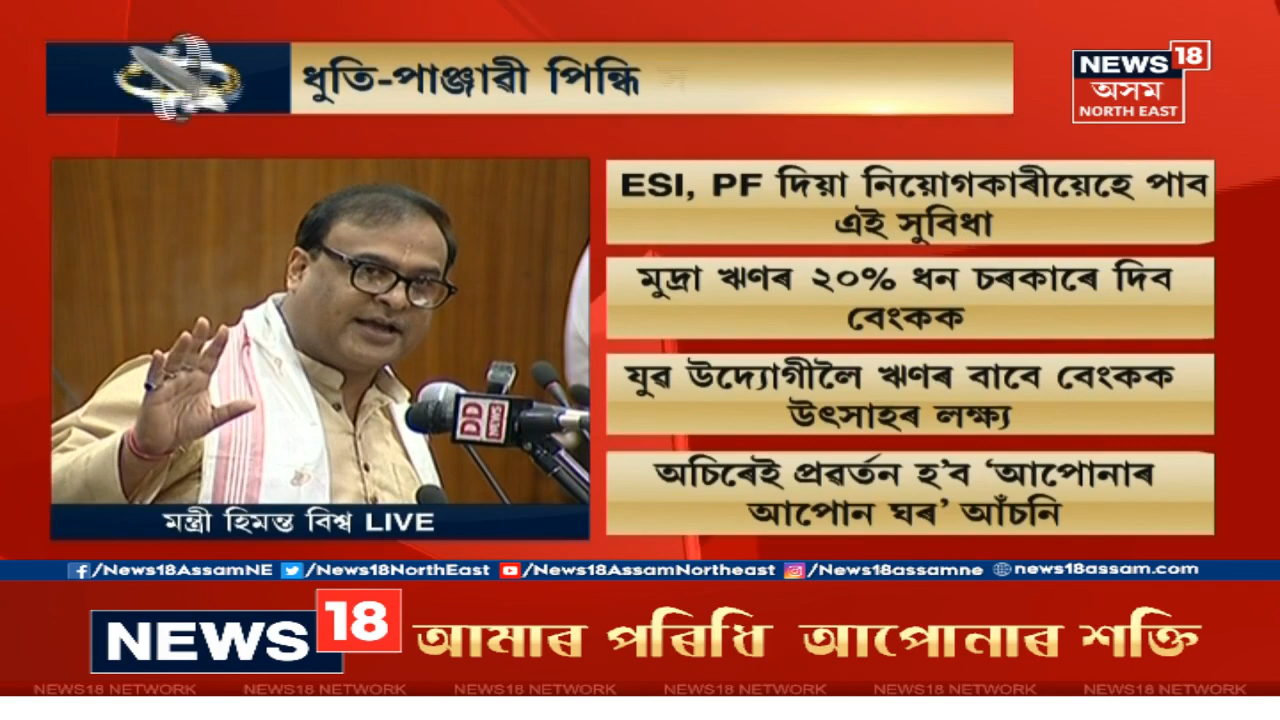 ধুতি-পাঞ্জাৱী পিন্ধি
NEWS 18
অসম
NORTH EAST
ESI, PF দিয়া নিয়োগকাৰীয়েহে পাব
এই সুবিধা
মুদ্ৰা ঋণৰ ২০% ধন চৰকাৰে দিব
বেংকক
যুৱ উদ্যোগীলৈ ঋণৰ বাবে বেংকক
উৎসাহৰ লক্ষ্য
অচিৰেই প্ৰৱৰ্তন হ'ব ‘আপোনাৰ
আপোন ঘৰ’ আঁচনি
DD
NEWS
মন্ত্ৰী হিমন্ত বিশ্ব LIVE
/News18AssamNE /News18NorthEast /News18AssamNortheast /News18assamne news18assam.com
NEWS 18 আমাৰ পৰিধি আপোনাৰ শক্তি
NEWS18 NETWORK NEWS18 NETWORK NEWS18 NETWORK NEWS18 NETWORK NEWS18 NETWORK NEWS18 NETWORK